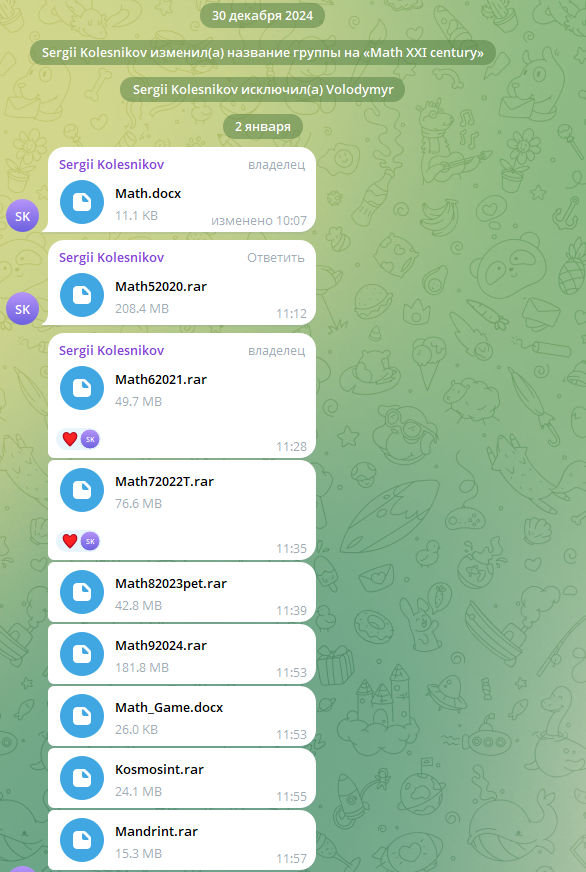 30 декабря 2024
Sergii Kolesnikov изменил(а) название группы на «Math XXI century»
Sergii Kolesnikov исключил(а) Volodymyr
2 января
Sergii Kolesnikov владелец
Math.docx
11.1 KB изменено 10:07
SK
Sergii Kolesnikov Ответить
Math52020.rar
208.4 MB 11:12
SK
Sergii Kolesnikov владелец
Math62021.rar
49.7 MB
SK 11:28
Math72022T.rar
76.6 MB
SK 11:35
Math82023pet.rar
42.8 MB 11:39
Math92024.rar
181.8 MB 11:53
Math_Game.docx
26.0 KB 11:53
Kosmosint.rar
24.1 MB 11:55
Mandrint.rar
15.3 MB 11:57